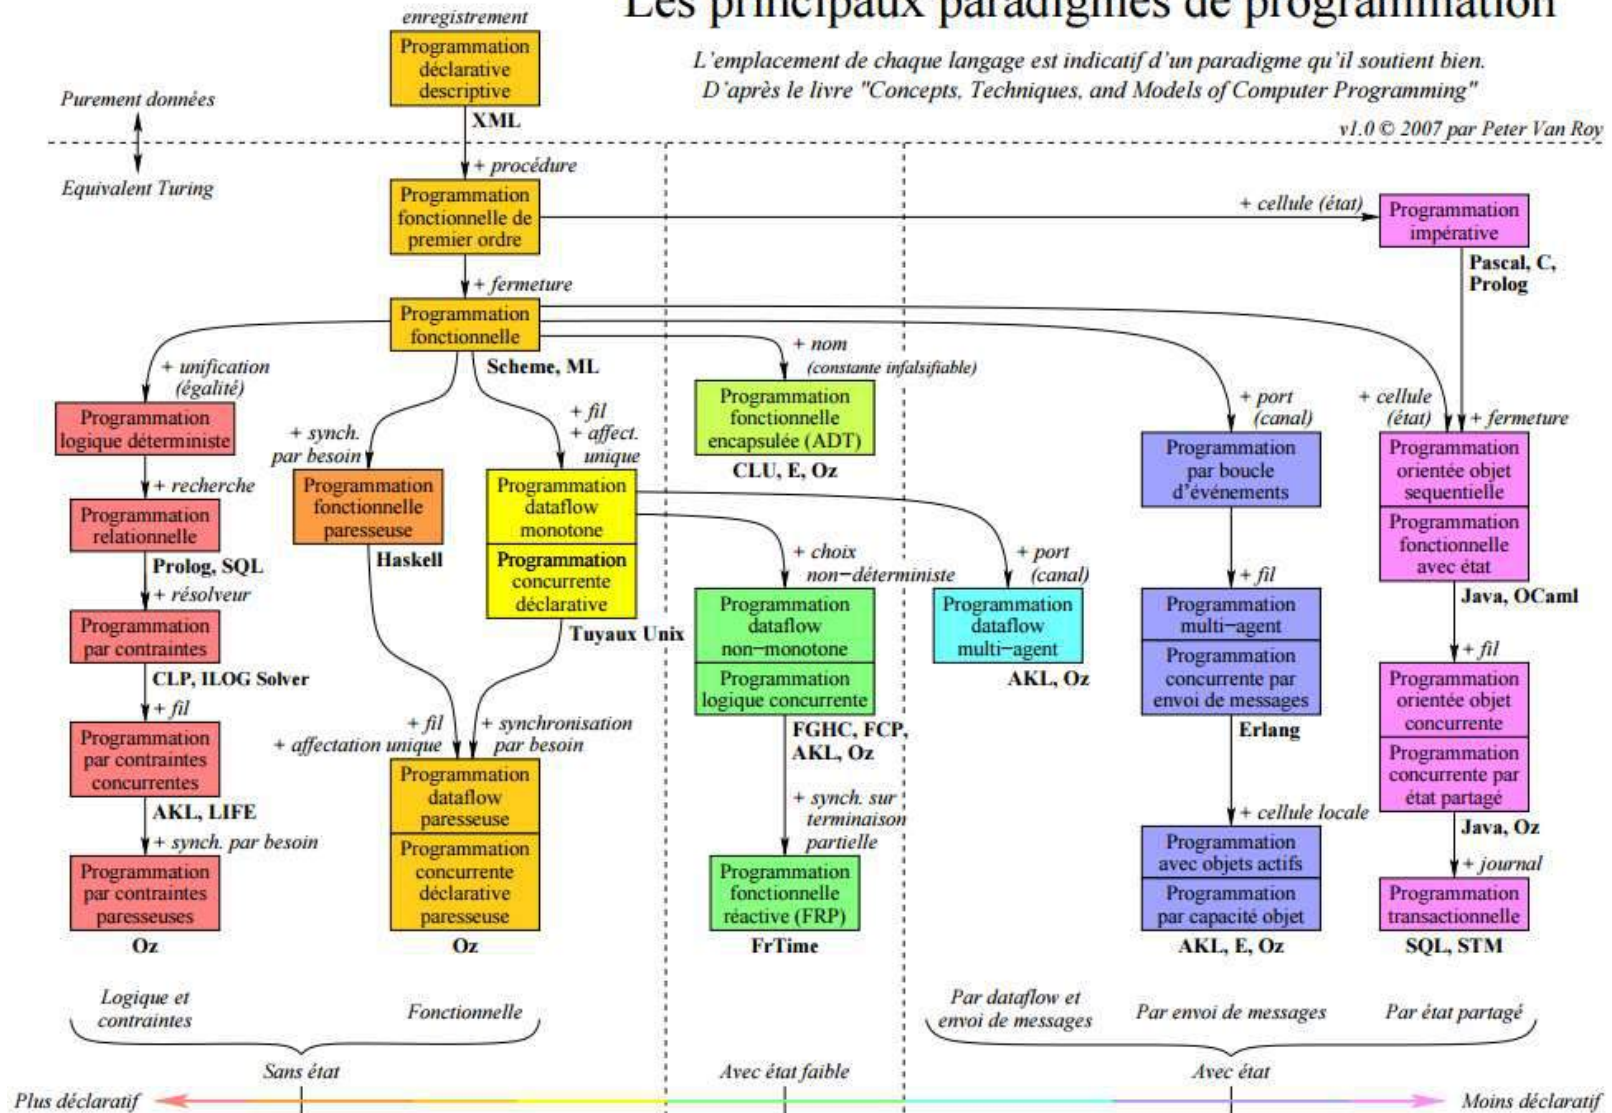 Les principaux paradigmes de programmation
L'emplacement de chaque langage est indicatif d'un paradigme qu'il soutient bien.
D'après le livre "Concepts, Techniques, and Models of Computer Programming"
v1.0 © 2007 par Peter Van Roy
enregistrement
Programmation
déclarative
descriptive
XML
Purement données
Equivalent Turing
+ procédure
Programmation
fonctionnelle de
premier ordre
+ cellule (état)
Programmation
impérative
Pascal, C,
Prolog
+ fermeture
Programmation
fonctionnelle
Scheme, ML
+ unification
(égalité)
Programmation
logique déterministe
+ recherche
Programmation
relationnelle
Prolog, SQL
+ résolveur
Programmation
par contraintes
CLP, ILOG Solver
+ fil
Programmation
par contraintes
concurrentes
AKL, LIFE
+ synch. par besoin
Programmation
par contraintes
paresseuses
Oz
+ synch.
par besoin
Programmation
fonctionnelle
paresseuse
Haskell
+ fil
+ affect.
unique
Programmation
dataflow
monotone
Programmation
concurrente
déclarative
Tuyaux Unix
+ fil
+ affectation unique
+ synchronisation
par besoin
Programmation
dataflow
paresseuse
Programmation
concurrente
déclarative
paresseuse
Oz
+ nom
(constante infalsifiable)
Programmation
fonctionnelle
encapsulée (ADT)
CLU, E, Oz
+ choix
non−déterministe
Programmation
dataflow
non−monotone
Programmation
logique concurrente
FGHC, FCP,
AKL, Oz
+ synch. sur
terminaison
partielle
Programmation
fonctionnelle
réactive (FRP)
FrTime
+ port
(canal)
Programmation
dataflow
multi−agent
AKL, Oz
+ port
(canal)
Programmation
par boucle
d'événements
+ fil
Programmation
multi−agent
Programmation
concurrente par
envoi de messages
Erlang
+ cellule locale
Programmation
avec objets actifs
Programmation
par capacité objet
AKL, E, Oz
+ cellule
(état)
+ fermeture
Programmation
orientée objet
sequentielle
Programmation
fonctionnelle
avec état
Java, OCaml
+ fil
Programmation
orientée objet
concurrente
Programmation
concurrente par
état partagé
Java, Oz
+ journal
Programmation
transactionnelle
SQL, STM
Logique et
contraintes
Fonctionnelle
Par dataflow et
envoi de messages
Par envoi de messages
Par état partagé
Sans état
Avec état faible
Avec état
Plus déclaratif
Moins déclaratif